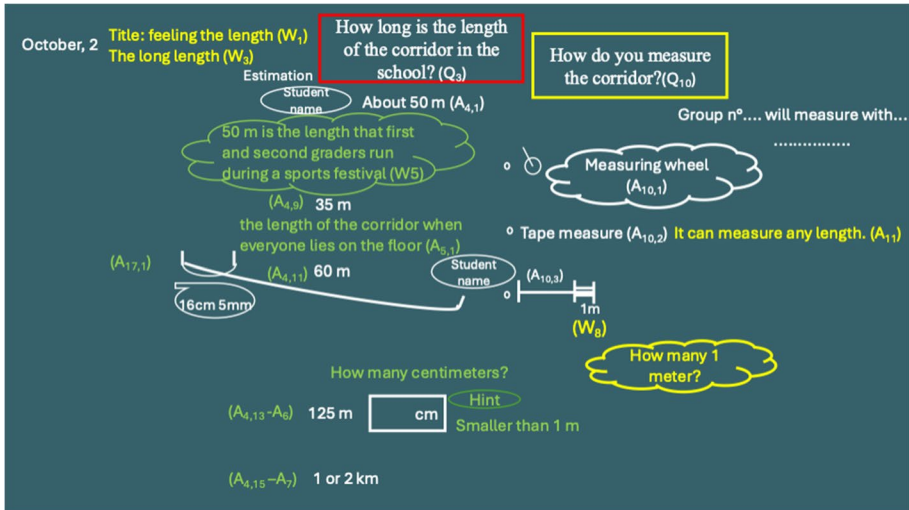 October, 2
Title: feeling the length (W₁)
The long length (W₃)
How long is the length
of the corridor in the
school? (Q₃)
How do you measure
the corridor?(Q₁₀)
Estimation
Student
name
About 50 m (A₄,₁)
Group n°.... will measure with...
...............
50 m is the length that first
and second graders run
during a sports festival (W5)
Measuring wheel
(A₁₀,₁)
(A₄,₉) 35 m
the length of the corridor when
everyone lies on the floor (A₅,₁)
Tape measure (A₁₀,₂) It can measure any length. (A₁₁)
(A₁₇,₁)
(A₄,₁₁) 60 m
Student
name
(A₁₀,₃)
16cm 5mm
1m
(W₈)
How many 1
meter?
How many centimeters?
(A₄,₁₃-A₆) 125 m
cm
Hint
Smaller than 1 m
(A₄,₁₅–A₇) 1 or 2 km